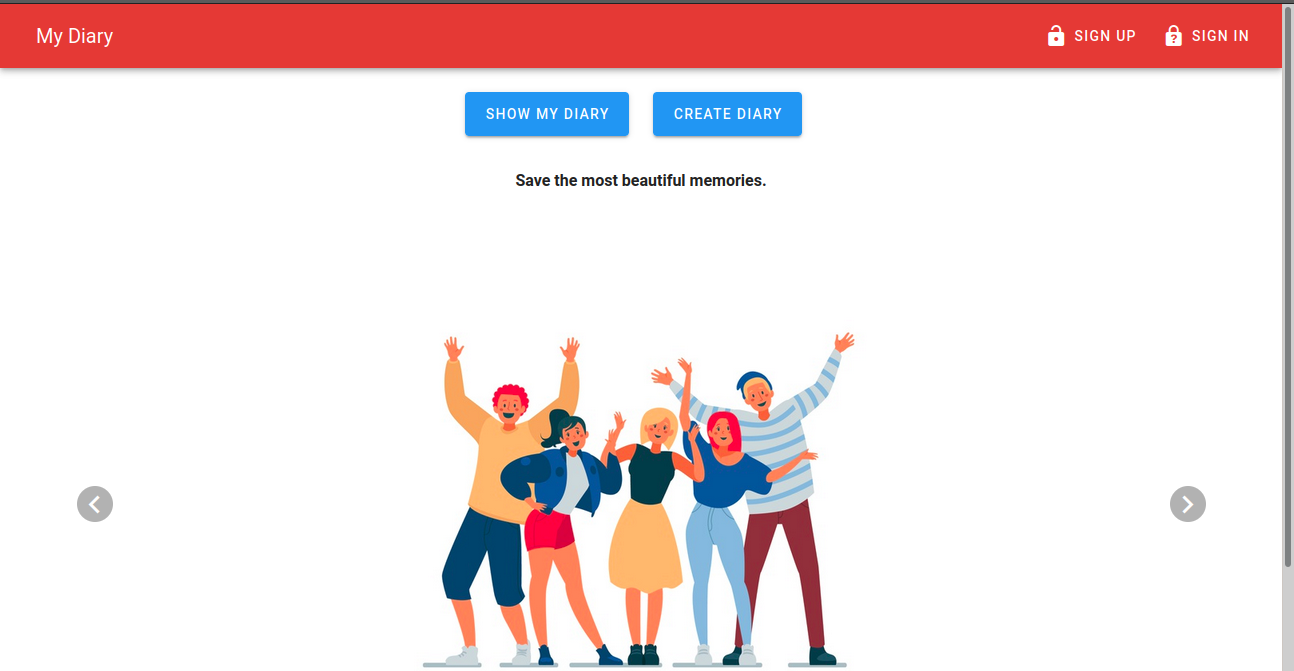 My Diary
SIGN UP
SIGN IN
SHOW MY DIARY
CREATE DIARY
Save the most beautiful memories.